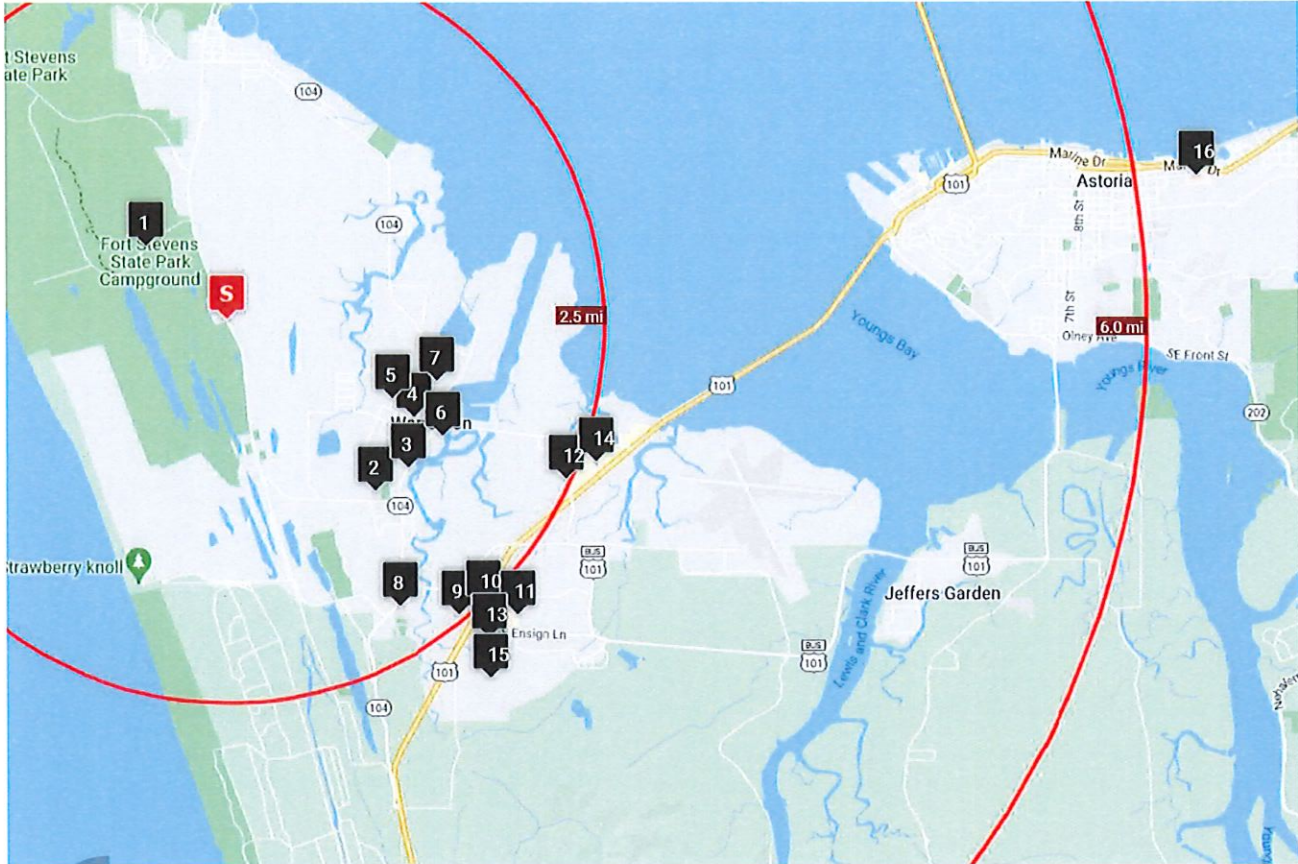 t Stevens
ate Park
104
16
Marine Dr
Astoria
101
8th St
1
104
Fort Stevens
State Park
Campground
S
2.5 mi
7th St
6.0 mi
Youngs Bay
Olney Ave
SE Front St
7
5
4
Youngs River
101
6
202
14
3
12
2
104
BUS
101
BUS
101
Strawberry knoll
8
9
10
11
Jeffers Garden
13
Ensign Ln
BUS
101
15
101
Lewis and Clark River
104